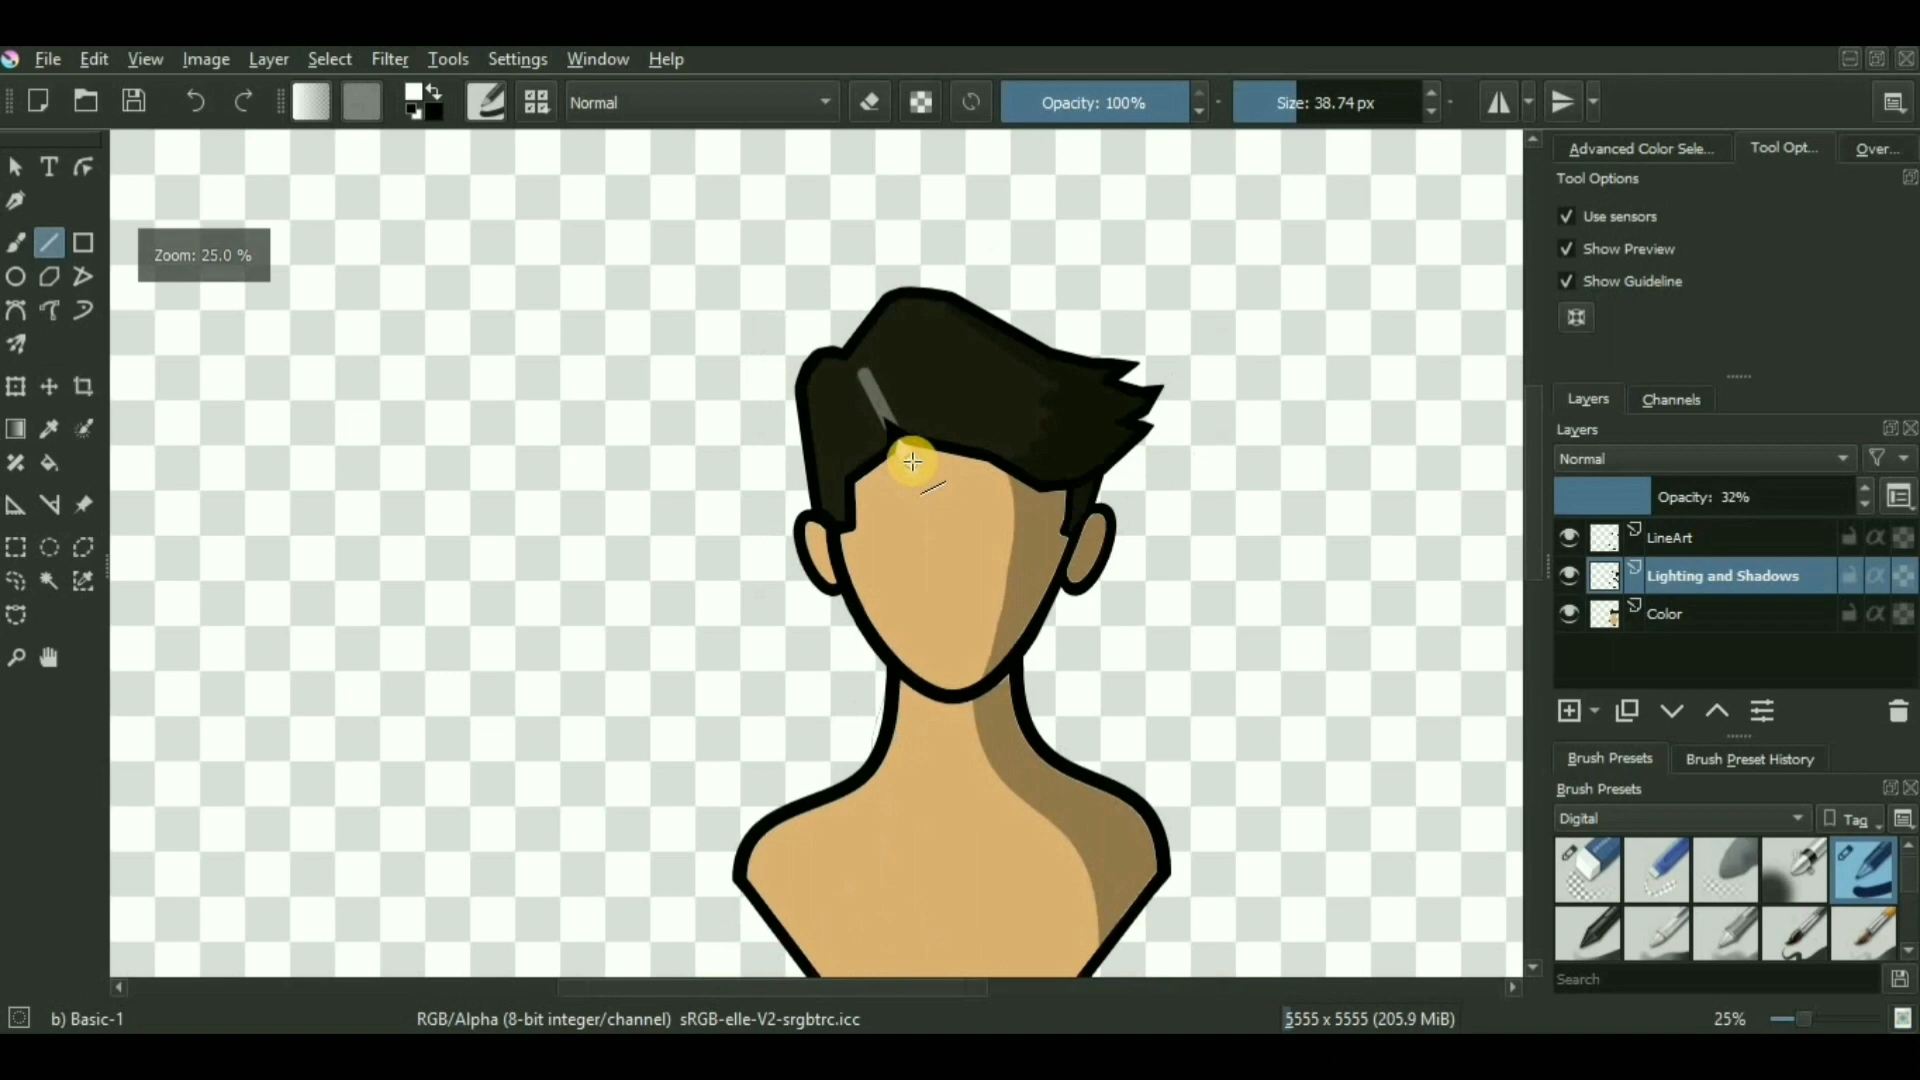 File Edit View Image Layer Select Filter Tools Settings Window Help
Normal Opacity: 100% Size: 38.74 px
Advanced Color Sele... Tool Opt... Over...
Tool Options
Use sensors
Show Preview
Show Guideline
Zoom: 25.0 %
Layers Channels
Layers
Normal
Opacity: 32%
LineArt
Lighting and Shadows
Color
Brush Presets Brush Preset History
Brush Presets
Digital Tag
Search
b) Basic-1 RGB/Alpha (8-bit integer/channel) sRGB-elle-V2-srgbtrc.icc 5555 x 5555 (205.9 MiB) 25%